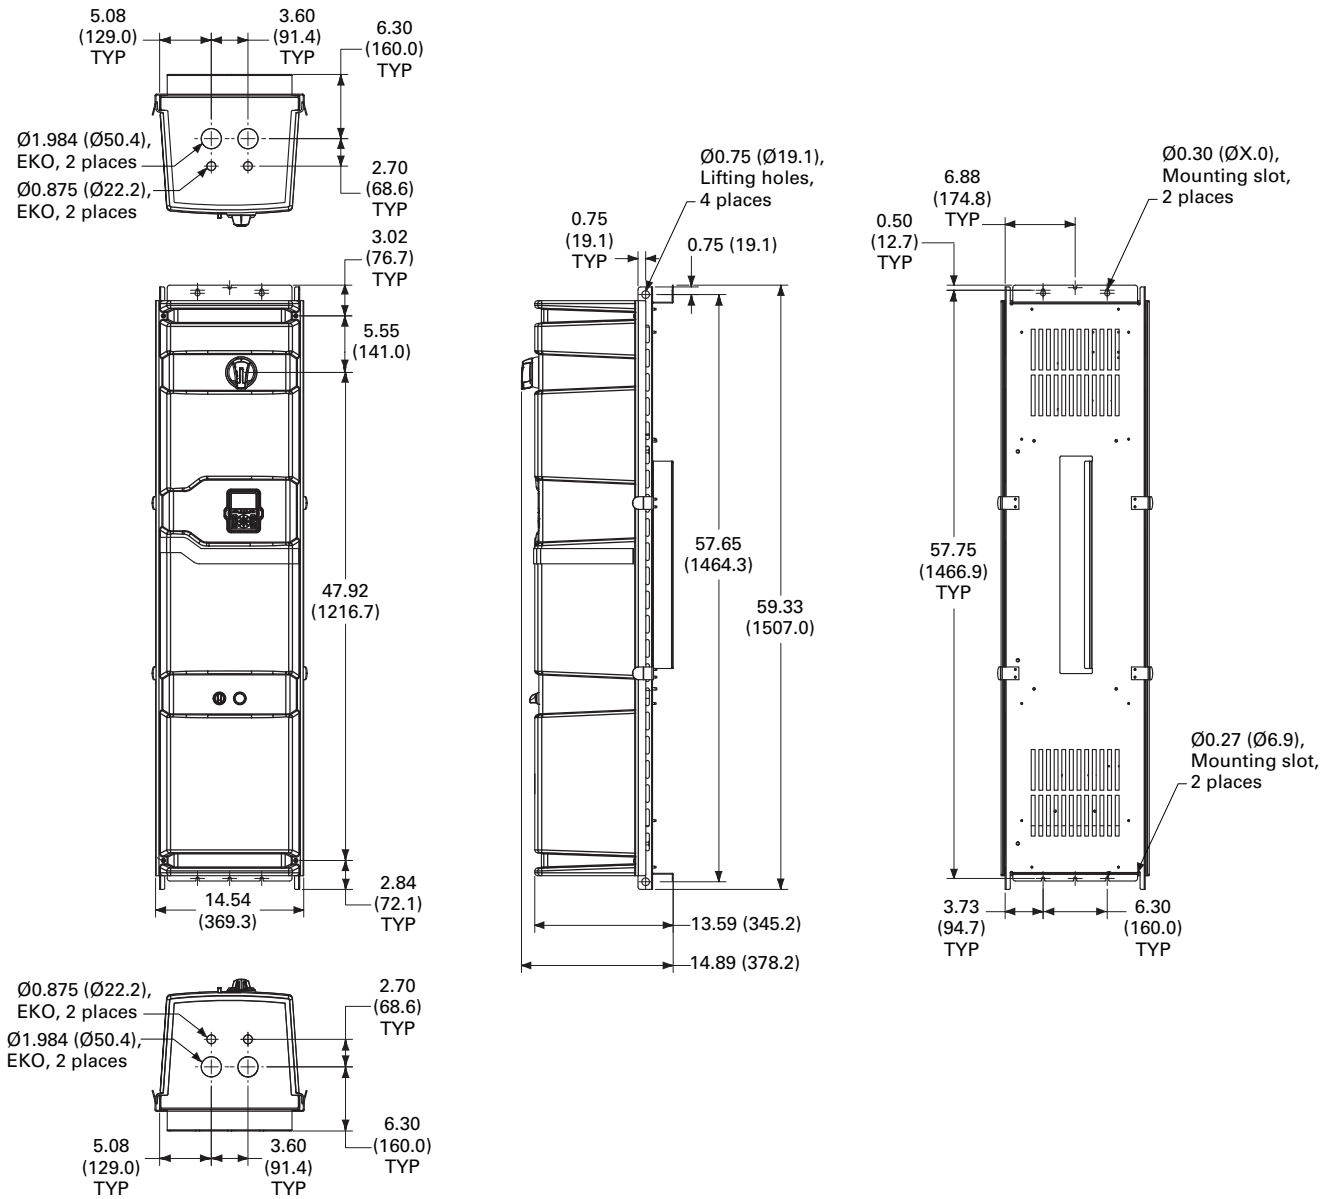 5.08
(129.0)
TYP
3.60
(91.4)
TYP
6.30
(160.0)
TYP
Ø1.984 (Ø50.4),
EKO, 2 places
Ø0.875 (Ø22.2),
EKO, 2 places
2.70
(68.6)
TYP
3.02
(76.7)
TYP
5.55
(141.0)
47.92
(1216.7)
2.84
(72.1)
TYP
14.54
(369.3)
Ø0.875 (Ø22.2),
EKO, 2 places
Ø1.984 (Ø50.4),
EKO, 2 places
2.70
(68.6)
TYP
6.30
(160.0)
TYP
5.08
(129.0)
TYP
3.60
(91.4)
TYP
Ø0.75 (Ø19.1),
Lifting holes,
4 places
0.75
(19.1)
TYP
0.75 (19.1)
57.65
(1464.3)
59.33
(1507.0)
13.59 (345.2)
14.89 (378.2)
Ø0.30 (ØX.0),
Mounting slot,
2 places
6.88
(174.8)
TYP
0.50
(12.7)
TYP
57.75
(1466.9)
TYP
Ø0.27 (Ø6.9),
Mounting slot,
2 places
3.73
(94.7)
TYP
6.30
(160.0)
TYP